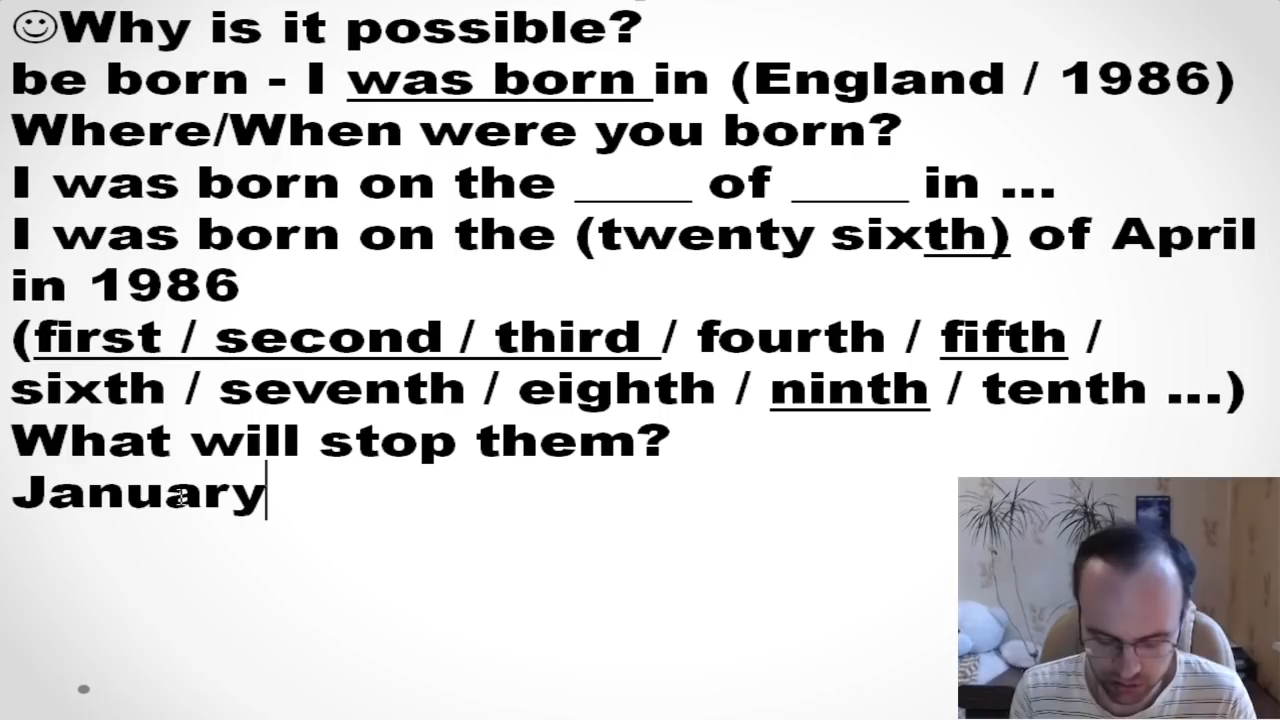 ☺Why is it possible?
be born - I was born in (England / 1986)
Where/When were you born?
I was born on the _____ of _____ in ...
I was born on the (twenty sixth) of April
in 1986
(first / second / third / fourth / fifth /
sixth / seventh / eighth / ninth / tenth ...)
What will stop them?
January